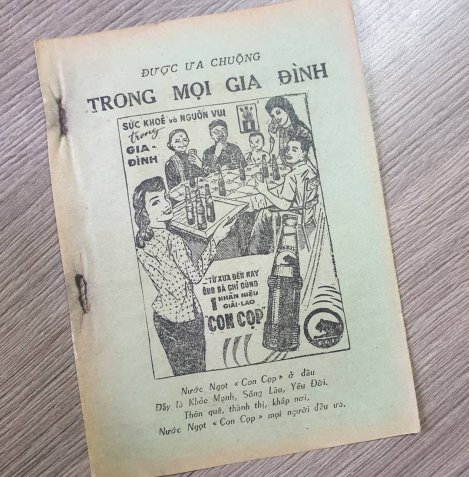 ĐƯỢC ƯA CHUỘNG
TRONG MỌI GIA ĐÌNH
SỨC KHOẺ và NGUỒN VUI
trong
GIA-
ĐÌNH
...TỪ XƯA ĐẾN NAY
ÔNG BÀ CHỈ DÙNG
1 NHÃN HIỆU
GIẢI-LAO
"CON CỌP"
Nước Ngọt «Con Cọp» ở đâu
Đấy là Khỏe Mạnh, Sống Lâu, Yêu Đời.
Thôn quê, thành thị, khắp nơi,
Nước Ngọt «Con Cọp» mọi người đều ưa.